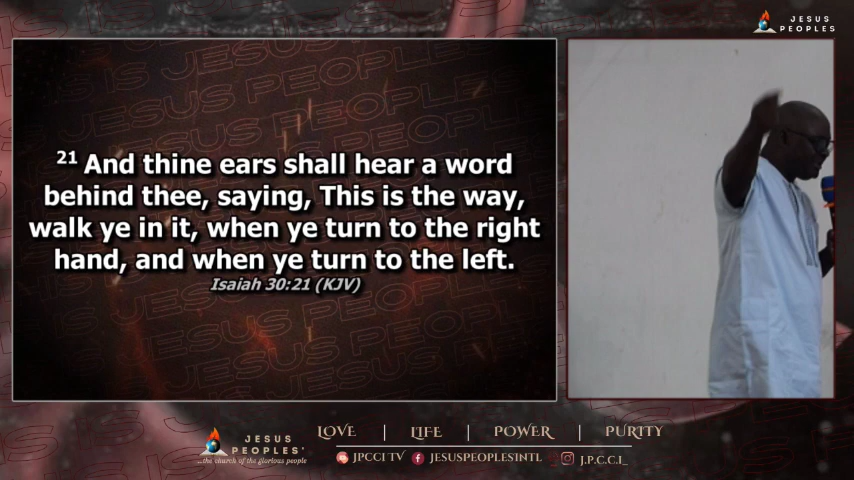 JESUS
PEOPLES
21 And thine ears shall hear a word
behind thee, saying, This is the way,
walk ye in it, when ye turn to the right
hand, and when ye turn to the left.
Isaiah 30:21 (KJV)
JESUS
PEOPLES'
...the church of the glorious people
LOVE | LIFE | POWER | PURITY
JPCCI TV JESUSPEOPLESINTL J.P.C.C.I_